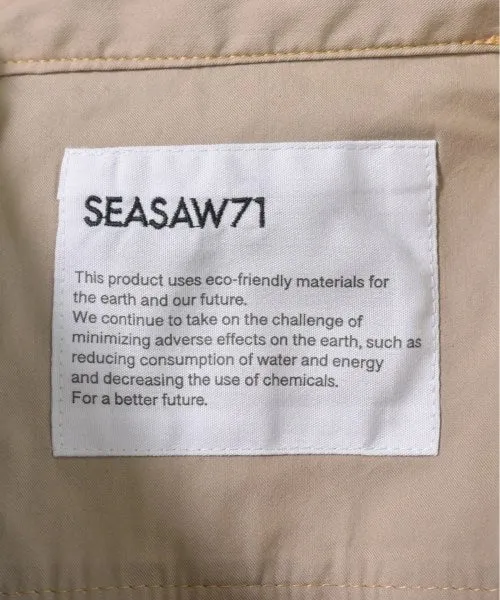 SEASAW71
This product uses eco-friendly materials for
the earth and our future.
We continue to take on the challenge of
minimizing adverse effects on the earth, such as
reducing consumption of water and energy
and decreasing the use of chemicals.
For a better future.